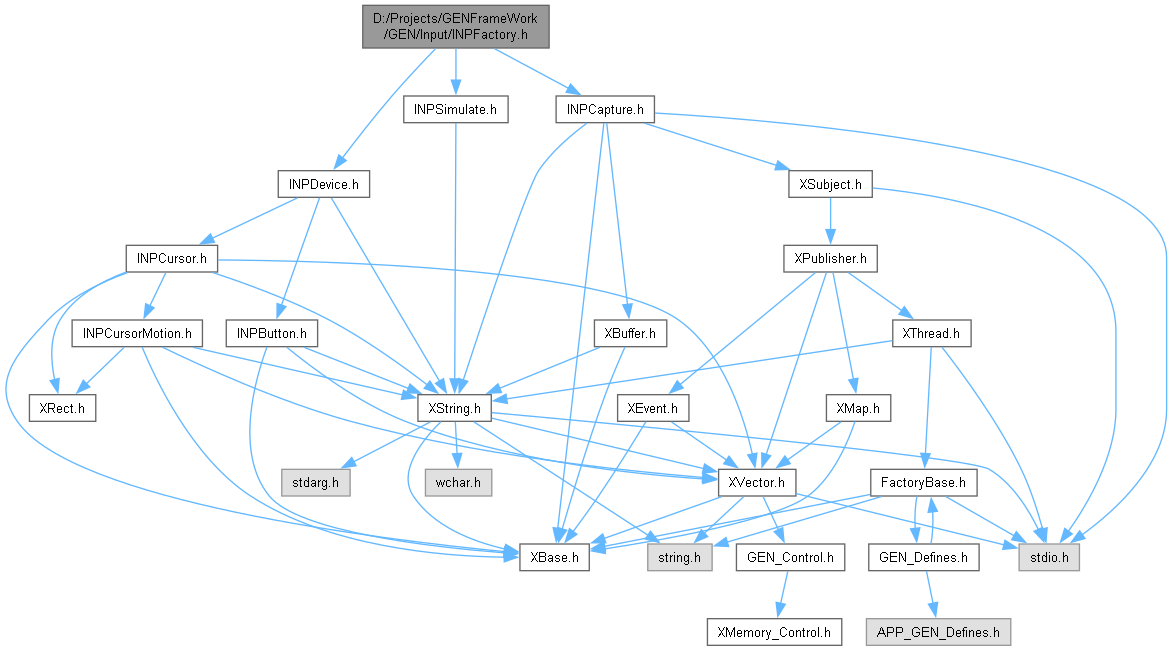 D:/Projects/GENFrameWork
/GEN/Input/INPFactory.h
INPSimulate.h
INPCapture.h
INPDevice.h
XSubject.h
INPCursor.h
XPublisher.h
INPCursorMotion.h
INPButton.h
XBuffer.h
XThread.h
XRect.h
XString.h
XEvent.h
XMap.h
stdarg.h
wchar.h
XVector.h
FactoryBase.h
XBase.h
string.h
GEN_Control.h
GEN_Defines.h
stdio.h
XMemory_Control.h
APP_GEN_Defines.h